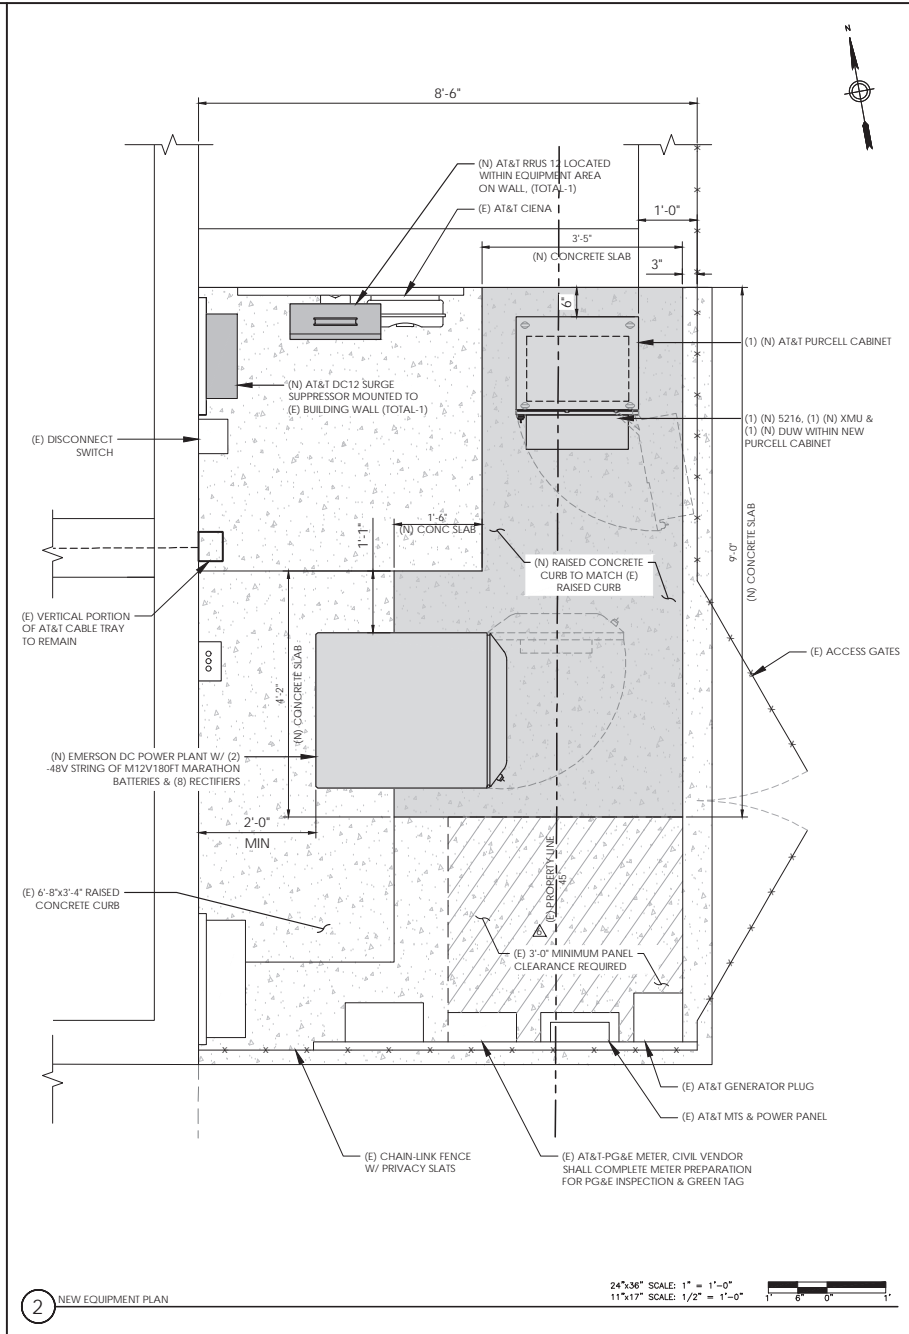 N
8'-6"
(N) AT&T RRUS 12 LOCATED
WITHIN EQUIPMENT AREA
ON WALL, (TOTAL-1)
(E) AT&T CIENA
1'-0"
3'-5"
(N) CONCRETE SLAB
3"
6"
(1) (N) AT&T PURCELL CABINET
(N) AT&T DC12 SURGE
SUPPRESSOR MOUNTED TO
(E) BUILDING WALL (TOTAL-1)
(1) (N) 5216, (1) (N) XMU &
(1) (N) DUW WITHIN NEW
PURCELL CABINET
(E) DISCONNECT
SWITCH
1'-6"
(N) CONC SLAB
1'-1"
9'-0"
(N) CONCRETE SLAB
(N) RAISED CONCRETE
CURB TO MATCH (E)
RAISED CURB
(E) VERTICAL PORTION
OF AT&T CABLE TRAY
TO REMAIN
(E) ACCESS GATES
4'-2"
(N) CONCRETE SLAB
(N) EMERSON DC POWER PLANT W/ (2)
-48V STRING OF M12V180FT MARATHON
BATTERIES & (8) RECTIFIERS
2'-0"
MIN
(E) PROPERTY LINE
45'
(E) 6'-8"x3'-4" RAISED
CONCRETE CURB
6
(E) 3'-0" MINIMUM PANEL
CLEARANCE REQUIRED
(E) AT&T GENERATOR PLUG
(E) AT&T MTS & POWER PANEL
(E) CHAIN-LINK FENCE
W/ PRIVACY SLATS
(E) AT&T-PG&E METER, CIVIL VENDOR
SHALL COMPLETE METER PREPARATION
FOR PG&E INSPECTION & GREEN TAG
2
NEW EQUIPMENT PLAN
24"x36" SCALE: 1" = 1'-0"
11"x17" SCALE: 1/2" = 1'-0"
1' 6" 0" 1'